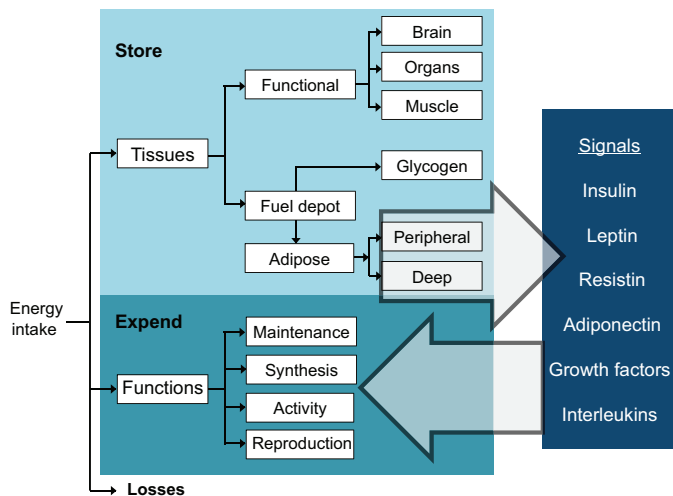 Store
Brain
Organs
Muscle
Functional
Tissues
Glycogen
Fuel depot
Adipose
Peripheral
Deep
Energy
intake
Expend
Maintenance
Synthesis
Functions
Activity
Reproduction
Losses
Signals
Insulin
Leptin
Resistin
Adiponectin
Growth factors
Interleukins